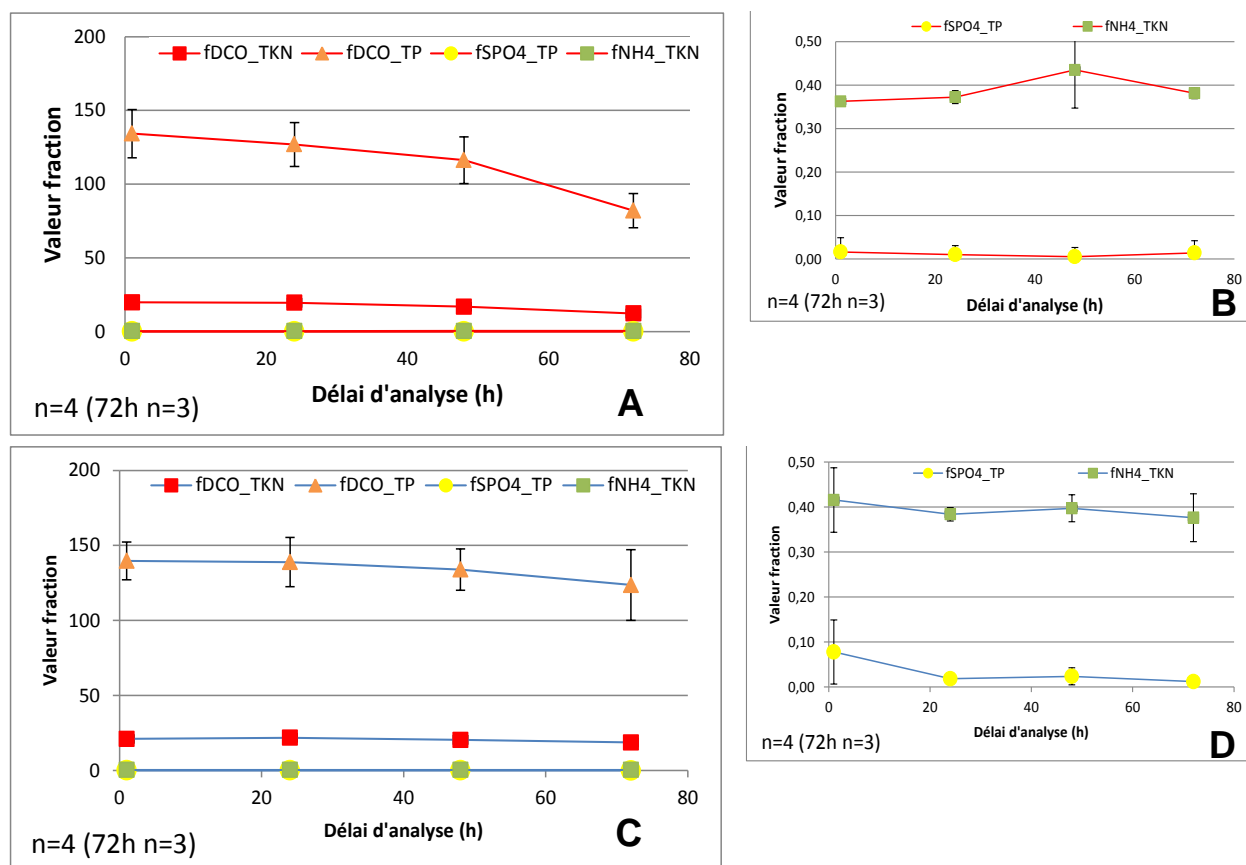 200
150
100
50
0
Valeur fraction
fDCO_TKN fDCO_TP fSPO4_TP fNH4_TKN
0 20 40 60 80
Délai d'analyse (h)
n=4 (72h n=3)
A
0,50
0,40
0,30
0,20
0,10
0,00
Valeur fraction
fSPO4_TP fNH4_TKN
0 20 40 60 80
Délai d'analyse (h)
n=4 (72h n=3)
B
200
150
100
50
0
Valeur fraction
fDCO_TKN fDCO_TP fSPO4_TP fNH4_TKN
0 20 40 60 80
Délai d'analyse (h)
n=4 (72h n=3)
C
0,50
0,40
0,30
0,20
0,10
0,00
Valeur fraction
fSPO4_TP fNH4_TKN
0 20 40 60 80
Délai d'analyse (h)
n=4 (72h n=3)
D